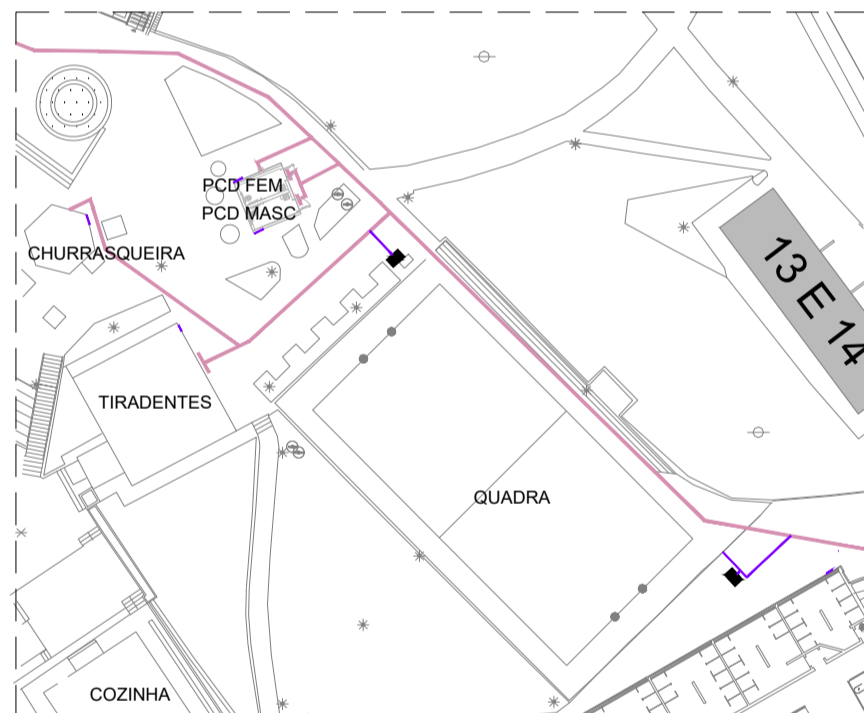 PCD FEM
PCD MASC
CHURRASQUEIRA
13 E 14
TIRADENTES
QUADRA
COZINHA